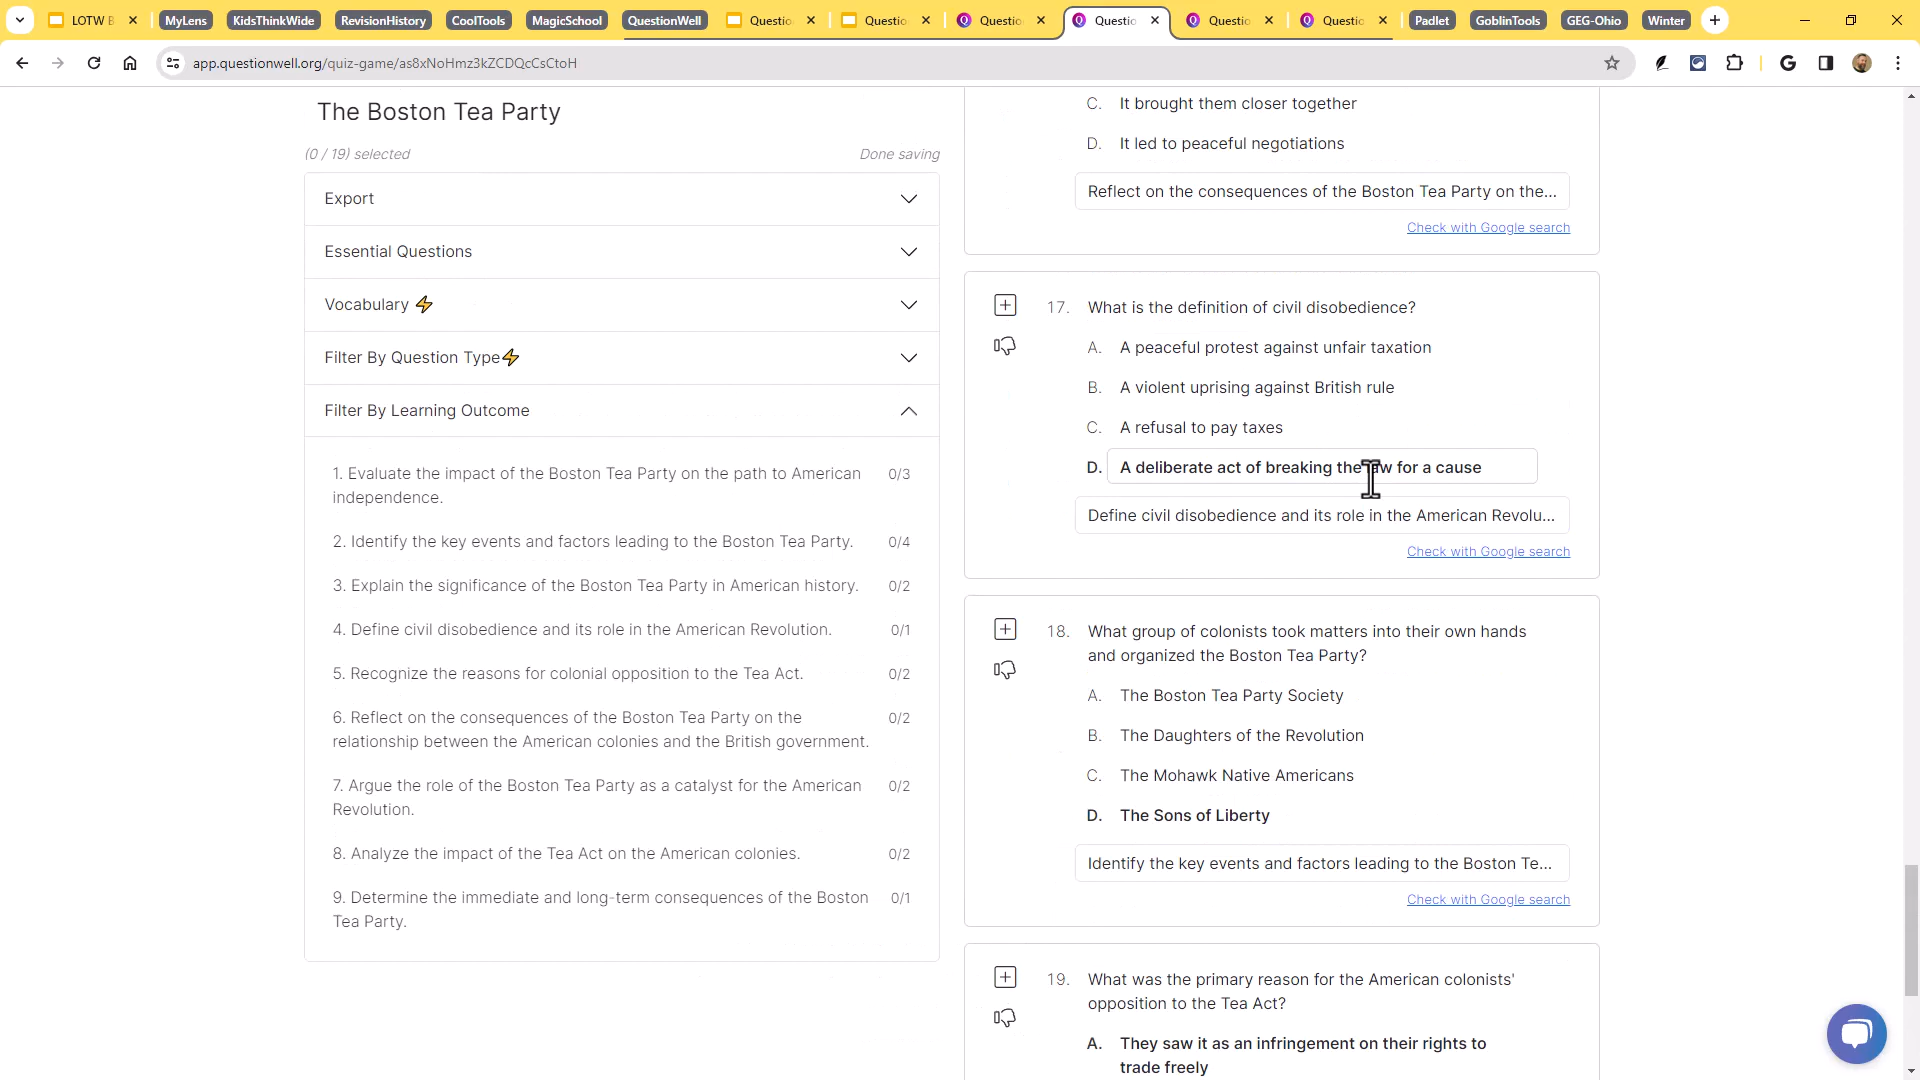 LOTW B
MyLens
KidsThinkWide
RevisionHistory
CoolTools
MagicSchool
QuestionWell
Questio
Questio
Questio
Questio
Questio
Questio
Padlet
GoblinTools
GEG-Ohio
Winter
app.questionwell.org/quiz-game/as8xNoHmz3kZCDQcCsCtoH
The Boston Tea Party
(0 / 19) selected
Done saving
Export
Essential Questions
Vocabulary ⚡
Filter By Question Type⚡
Filter By Learning Outcome
1. Evaluate the impact of the Boston Tea Party on the path to American
independence.
0/3
2. Identify the key events and factors leading to the Boston Tea Party.
0/4
3. Explain the significance of the Boston Tea Party in American history.
0/2
4. Define civil disobedience and its role in the American Revolution.
0/1
5. Recognize the reasons for colonial opposition to the Tea Act.
0/2
6. Reflect on the consequences of the Boston Tea Party on the
relationship between the American colonies and the British government.
0/2
7. Argue the role of the Boston Tea Party as a catalyst for the American
Revolution.
0/2
8. Analyze the impact of the Tea Act on the American colonies.
0/2
9. Determine the immediate and long-term consequences of the Boston
Tea Party.
0/1
C. It brought them closer together
D. It led to peaceful negotiations
Reflect on the consequences of the Boston Tea Party on the...
Check with Google search
17. What is the definition of civil disobedience?
A. A peaceful protest against unfair taxation
B. A violent uprising against British rule
C. A refusal to pay taxes
D. A deliberate act of breaking the law for a cause
Define civil disobedience and its role in the American Revolu...
Check with Google search
18. What group of colonists took matters into their own hands
and organized the Boston Tea Party?
A. The Boston Tea Party Society
B. The Daughters of the Revolution
C. The Mohawk Native Americans
D. The Sons of Liberty
Identify the key events and factors leading to the Boston Te...
Check with Google search
19. What was the primary reason for the American colonists'
opposition to the Tea Act?
A. They saw it as an infringement on their rights to
trade freely